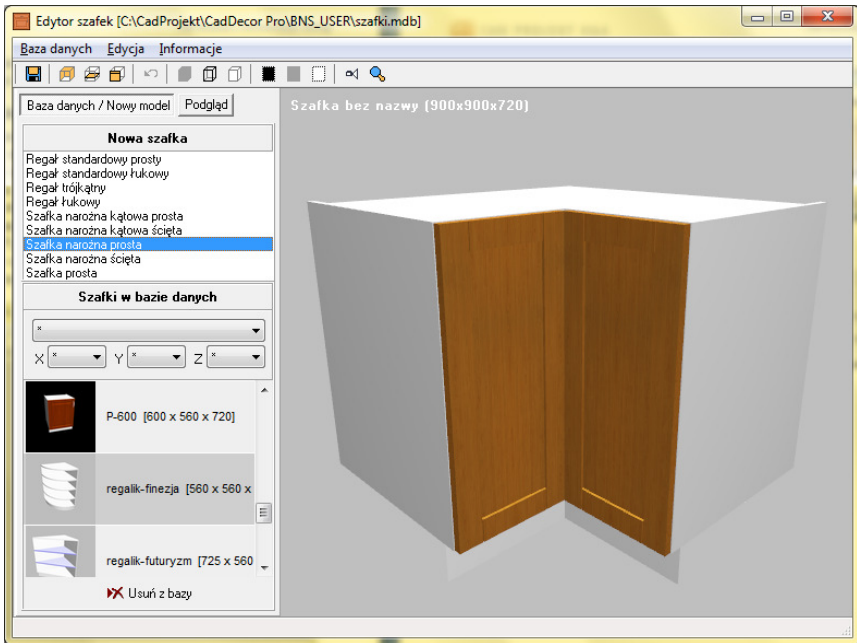 Edytor szafek [C:\CadProjekt\CadDecor Pro\BNS_USER\szafki.mdb]
Baza danych Edycja Informacje
Baza danych / Nowy model Podgląd
Szafka bez nazwy (900x900x720)
Nowa szafka
Regał standardowy prosty
Regał standardowy łukowy
Regał trójkątny
Regał łukowy
Szafka narożna kątowa prosta
Szafka narożna kątowa ścięta
Szafka narożna prosta
Szafka narożna ścięta
Szafka prosta
Szafki w bazie danych
*
X * Y * Z *
P-600 [600 x 560 x 720]
regalik-finezja [560 x 560 x
regalik-futuryzm [725 x 560
Usuń z bazy